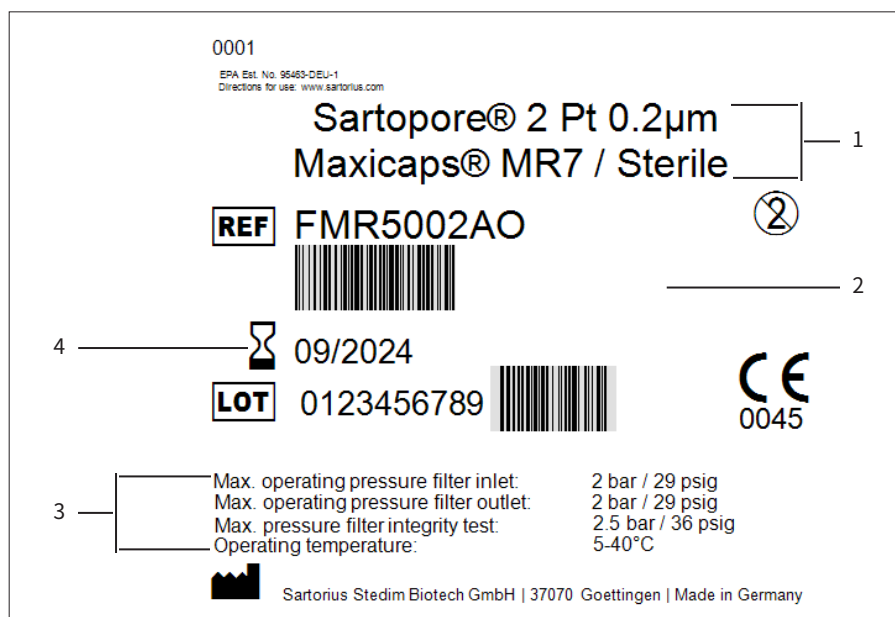 0001
EPA Est. No. 95463-DEU-1
Directions for use: www.sartorius.com
Sartopore® 2 Pt 0.2µm
Maxicaps® MR7 / Sterile
1
REF FMR5002AO
2
2
4
09/2024
LOT 0123456789
CE
0045
3
Max. operating pressure filter inlet: 2 bar / 29 psig
Max. operating pressure filter outlet: 2 bar / 29 psig
Max. pressure filter integrity test: 2.5 bar / 36 psig
Operating temperature: 5-40°C
Sartorius Stedim Biotech GmbH | 37070 Goettingen | Made in Germany